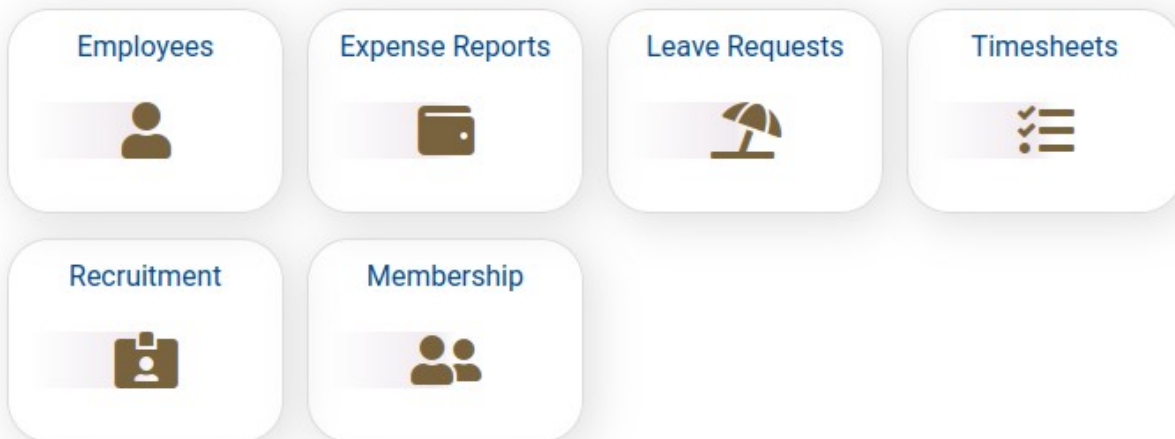 Employees
Expense Reports
Leave Requests
Timesheets
Recruitment
Membership